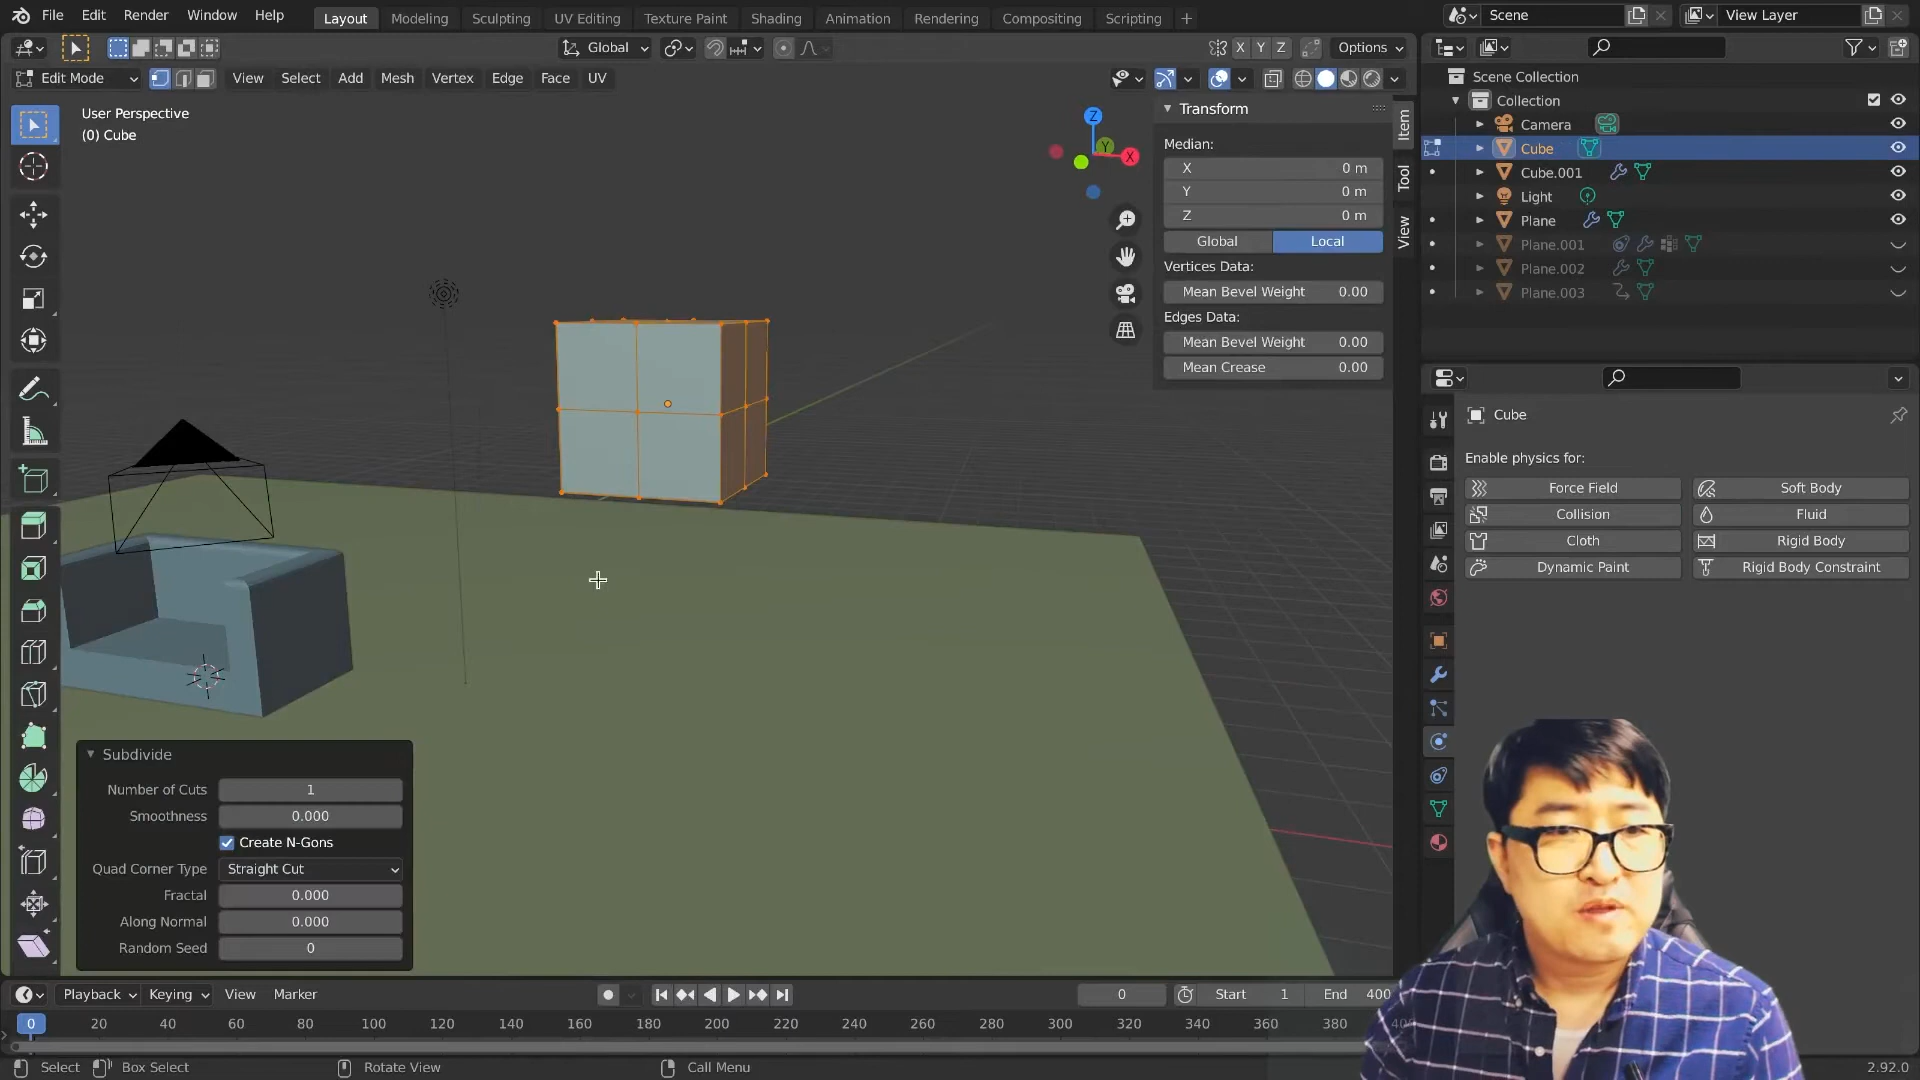 File Edit Render Window Help Layout Modeling Sculpting UV Editing Texture Paint Shading Animation Rendering Compositing Scripting + Scene View Layer
Global X Y Z Options
Edit Mode View Select Add Mesh Vertex Edge Face UV
User Perspective
(0) Cube
Z
Y
X
Transform
Median:
X 0 m
Y 0 m
Z 0 m
Global Local
Vertices Data:
Mean Bevel Weight 0.00
Edges Data:
Mean Bevel Weight 0.00
Mean Crease 0.00
Item
Tool
View
Scene Collection
Collection
Camera
Cube
Cube.001
Light
Plane
Plane.001
Plane.002
Plane.003
Cube
Enable physics for:
Force Field Soft Body
Collision Fluid
Cloth Rigid Body
Dynamic Paint Rigid Body Constraint
Subdivide
Number of Cuts 1
Smoothness 0.000
Create N-Gons
Quad Corner Type Straight Cut
Fractal 0.000
Along Normal 0.000
Random Seed 0
Playback Keying View Marker 0 Start 1 End 400
0 20 40 60 80 100 120 140 160 180 200 220 240 260 280 300 320 340 360 380
Select Box Select Rotate View Call Menu 2.92.0